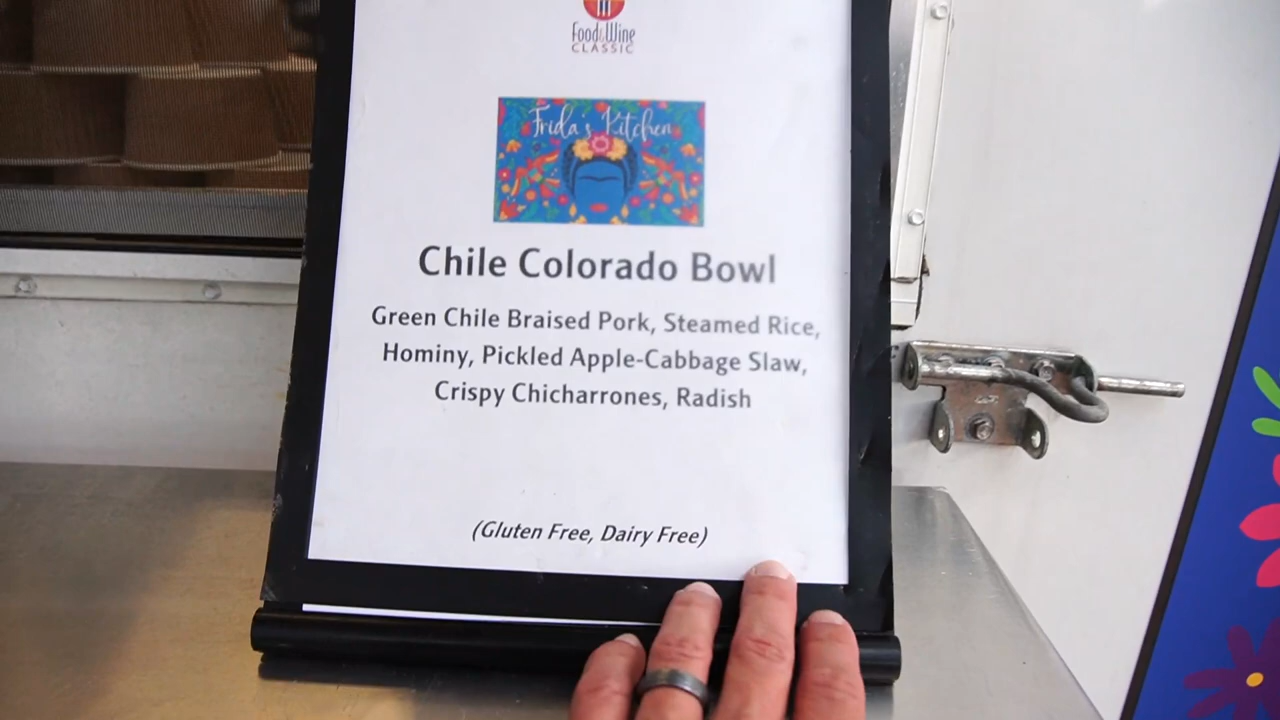 Food & Wine
CLASSIC
Frida's Kitchen
Chile Colorado Bowl
Green Chile Braised Pork, Steamed Rice,
Hominy, Pickled Apple-Cabbage Slaw,
Crispy Chicharrones, Radish
(Gluten Free, Dairy Free)